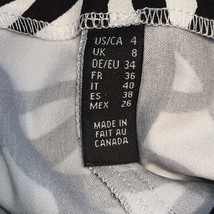 US/CA 4
UK 8
DE/EU 34
FR 36
IT 40
ES 38
MEX 26
MADE IN
FAIT AU
CANADA